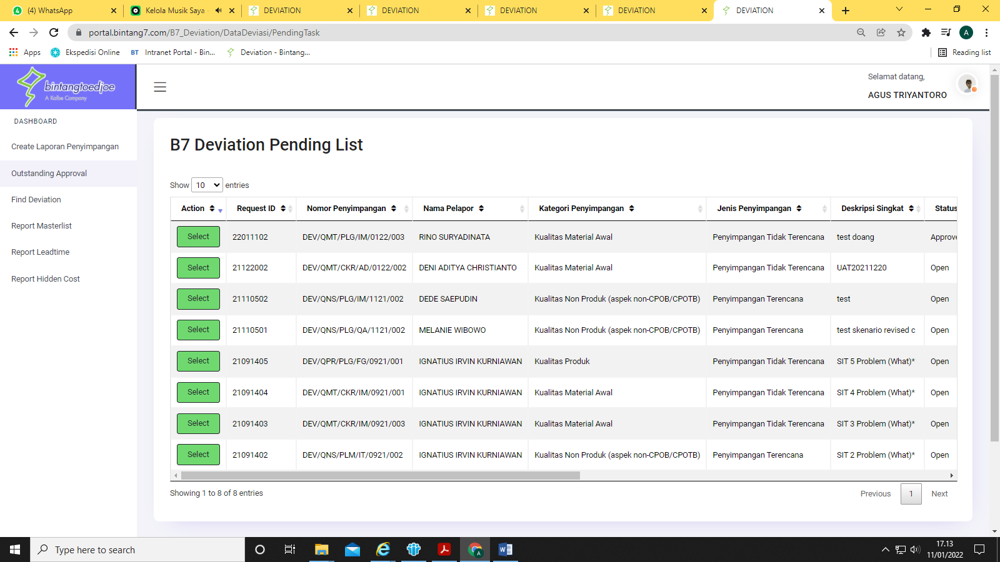 (4) WhatsApp
Kelola Musik Saya
DEVIATION
DEVIATION
DEVIATION
DEVIATION
DEVIATION
portal.bintang7.com/B7_Deviation/DataDeviasi/PendingTask
A
Apps
Ekspedisi Online
BT Intranet Portal - Bin...
Deviation - Bintang...
Reading list
bintangtoedjoe
A Kalbe Company
Selamat datang,
AGUS TRIYANTORO
DASHBOARD
Create Laporan Penyimpangan
Outstanding Approval
Find Deviation
Report Masterlist
Report Leadtime
Report Hidden Cost
B7 Deviation Pending List
Show 10 entries
Action Request ID Nomor Penyimpangan Nama Pelapor Kategori Penyimpangan Jenis Penyimpangan Deskripsi Singkat Status
Select 22011102 DEV/QMT/PLG/IM/0122/003 RINO SURYADINATA Kualitas Material Awal Penyimpangan Tidak Terencana test doang Approve
Select 21122002 DEV/QMT/CKR/AD/0122/002 DENI ADITYA CHRISTIANTO Kualitas Material Awal Penyimpangan Tidak Terencana UAT20211220 Open
Select 21110502 DEV/QNS/PLG/IM/1121/002 DEDE SAEPUDIN Kualitas Non Produk (aspek non-CPOB/CPOTB) Penyimpangan Terencana test Open
Select 21110501 DEV/QNS/PLG/QA/1121/002 MELANIE WIBOWO Kualitas Non Produk (aspek non-CPOB/CPOTB) Penyimpangan Terencana test skenario revised c Open
Select 21091405 DEV/QPR/PLG/FG/0921/001 IGNATIUS IRVIN KURNIAWAN Kualitas Produk Penyimpangan Tidak Terencana SIT 5 Problem (What)* Open
Select 21091404 DEV/QMT/CKR/IM/0921/001 IGNATIUS IRVIN KURNIAWAN Kualitas Material Awal Penyimpangan Tidak Terencana SIT 4 Problem (What)* Open
Select 21091403 DEV/QMT/CKR/IM/0921/003 IGNATIUS IRVIN KURNIAWAN Kualitas Material Awal Penyimpangan Tidak Terencana SIT 3 Problem (What)* Open
Select 21091402 DEV/QNS/PLM/IT/0921/002 IGNATIUS IRVIN KURNIAWAN Kualitas Non Produk (aspek non-CPOB/CPOTB) Penyimpangan Terencana SIT 2 Problem (What)* Open
Showing 1 to 8 of 8 entries
Previous 1 Next
Type here to search
17.13
11/01/2022